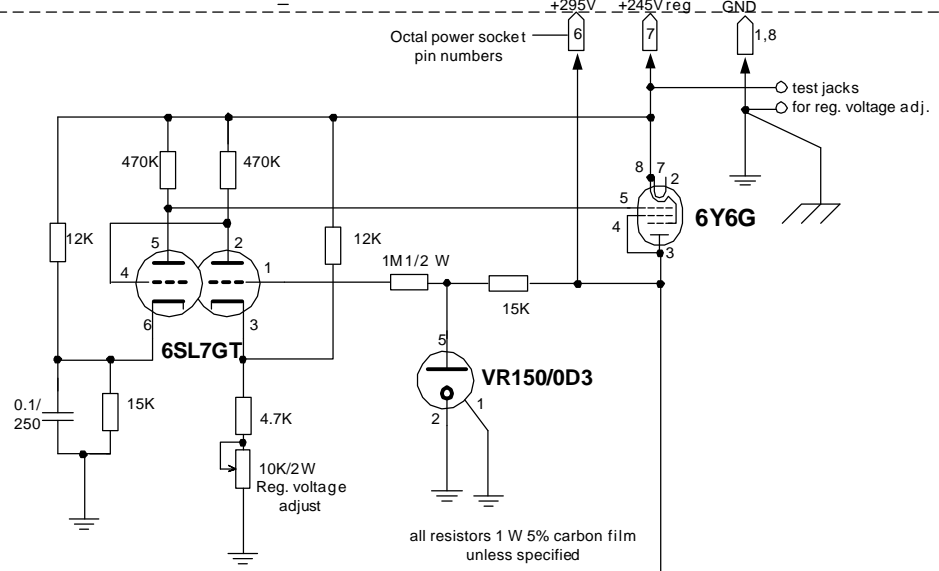 +295V
+245V reg
GND
Octal power socket
pin numbers
6
7
1,8
test jacks
for reg. voltage adj.
470K
470K
8
7
2
5
4
3
6Y6G
12K
12K
5
2
4
1
6
3
6SL7GT
1M1/2 W
15K
5
VR150/0D3
2
1
0.1/
250
15K
4.7K
10K/2W
Reg. voltage
adjust
all resistors 1 W 5% carbon film
unless specified